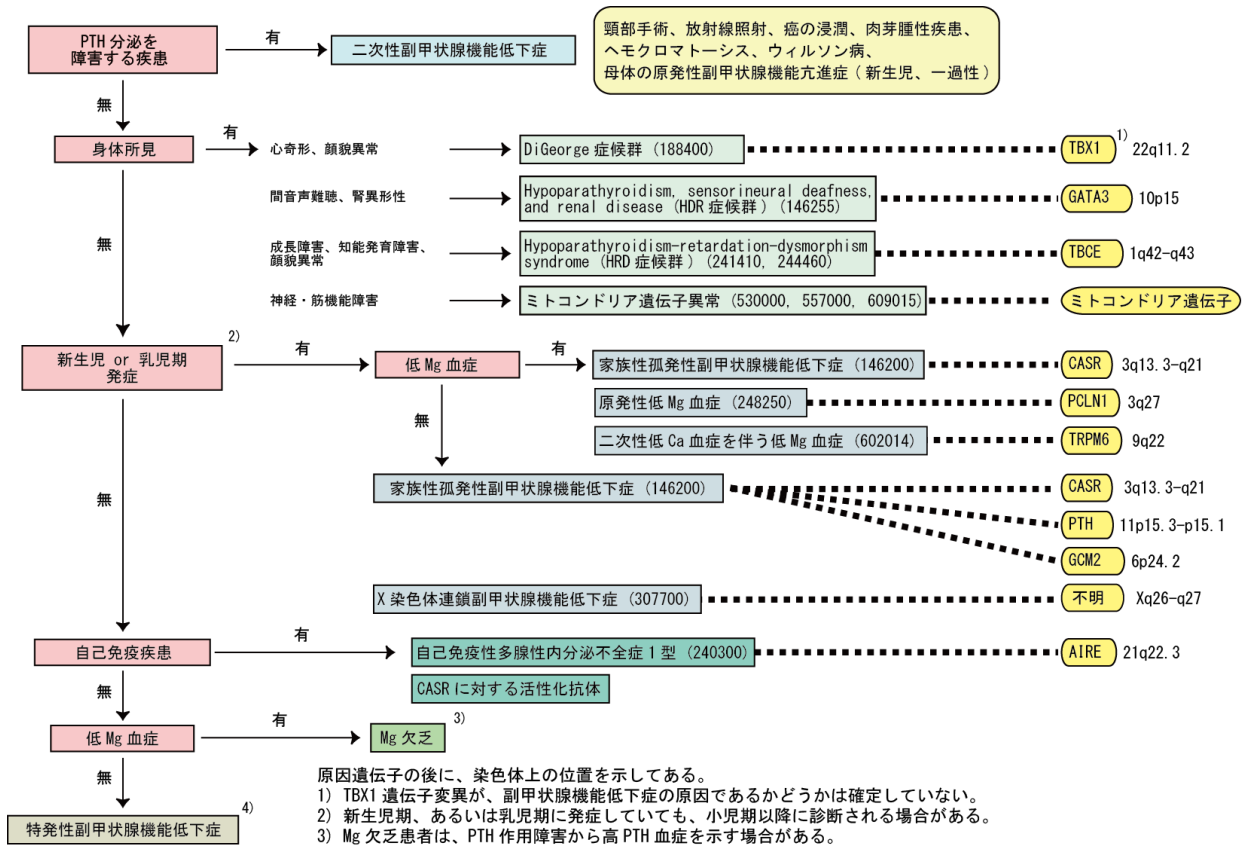 PTH 分泌を
障害する疾患
有
二次性副甲状腺機能低下症
頸部手術、放射線照射、癌の浸潤、肉芽腫性疾患、
ヘモクロマトーシス、ウィルソン病、
母体の原発性副甲状腺機能亢進症（新生児、一過性）
無
身体所見
有
心奇形、顔貌異常
DiGeorge 症候群 (188400)
TBX1
1)
22q11.2
間音声難聴、腎異形性
Hypoparathyroidism, sensorineural deafness,
and renal disease (HDR 症候群) (146255)
GATA3
10p15
無
成長障害、知能発育障害、
顔貌異常
Hypoparathyroidism-retardation-dysmorphism
syndrome (HRD 症候群) (241410, 244460)
TBCE
1q42-q43
神経・筋機能障害
ミトコンドリア遺伝子異常 (530000, 557000, 609015)
ミトコンドリア遺伝子
新生児 or 乳児期
発症
2)
有
低 Mg 血症
有
家族性孤発性副甲状腺機能低下症 (146200)
CASR
3q13.3-q21
原発性低 Mg 血症 (248250)
PCLN1
3q27
無
二次性低 Ca 血症を伴う低 Mg 血症 (602014)
TRPM6
9q22
無
家族性孤発性副甲状腺機能低下症 (146200)
CASR
3q13.3-q21
PTH
11p15.3-p15.1
GCM2
6p24.2
X 染色体連鎖副甲状腺機能低下症 (307700)
不明
Xq26-q27
自己免疫疾患
有
自己免疫性多腺性内分泌不全症 1 型 (240300)
AIRE
21q22.3
CASR に対する活性化抗体
無
低 Mg 血症
有
Mg 欠乏
3)
無
特発性副甲状腺機能低下症
4)
原因遺伝子の後に、染色体上の位置を示してある。
1) TBX1 遺伝子変異が、副甲状腺機能低下症の原因であるかどうかは確定していない。
2) 新生児期、あるいは乳児期に発症していても、小児期以降に診断される場合がある。
3) Mg 欠乏患者は、PTH 作用障害から高 PTH 血症を示す場合がある。